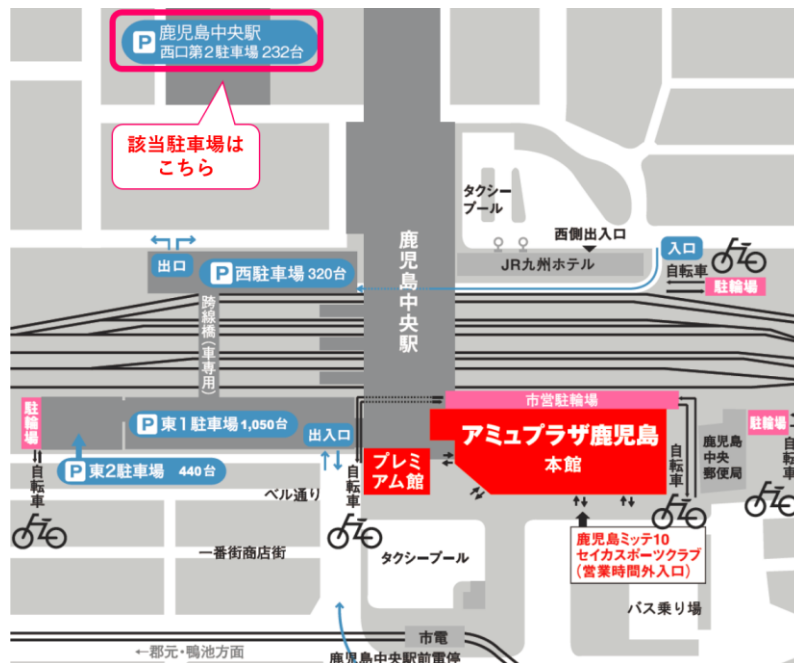 P 鹿児島中央駅
西口第2駐車場 232台
該当駐車場は
こちら
タクシー
プール
西側出入口
JR九州ホテル
入口
自転車
駐輪場
出口
P 西駐車場 320台
鹿児島中央駅
跨線橋(車専用)
市営駐輪場
駐輪場
P 東1駐車場 1,050台
出入口
アミュプラザ鹿児島
本館
プレミ
アム館
鹿児島
中央
郵便局
駐輪場
自転車
P 東2駐車場 440台
自転車
自転車
自転車
ベル通り
一番街商店街
タクシープール
鹿児島ミッテ10
セイカスポーツクラブ
(営業時間外入口)
バス乗り場
市電
←郡元・鴨池方面
鹿児島中央駅前電停